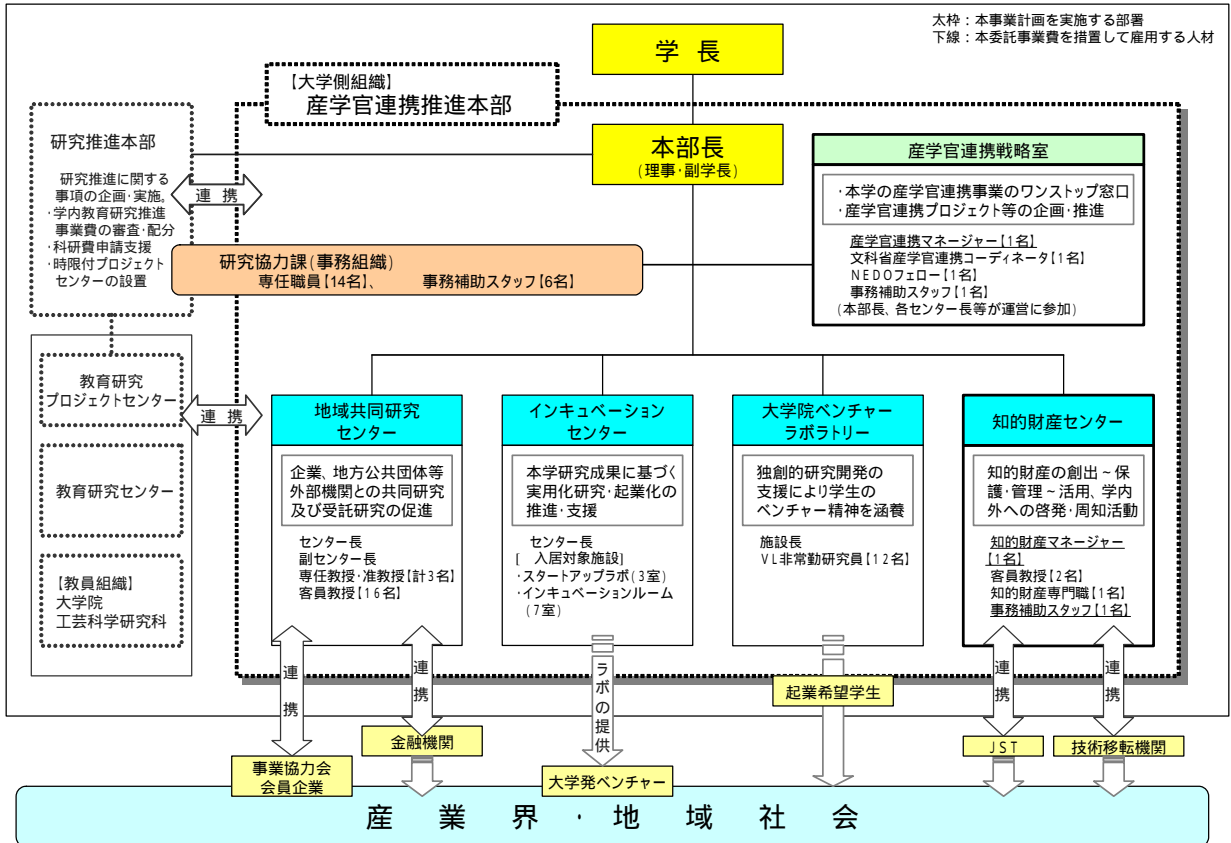 太枠：本事業計画を実施する部署
下線：本委託事業費を措置して雇用する人材
学 長
【大学側組織】
産学官連携推進本部
本部長
(理事・副学長)
研究推進本部
研究推進に関する
事項の企画・実施。
・学内教育研究推進
事業費の審査・配分
・科研費申請支援
・時限付プロジェクト
センターの設置
連 携
産学官連携戦略室
・本学の産学官連携事業のワンストップ窓口
・産学官連携プロジェクト等の企画・推進
産学官連携マネージャー【1名】
文科省産学官連携コーディネータ【1名】
NEDOフェロー【1名】
事務補助スタッフ【1名】
(本部長、各センター長等が運営に参加)
研究協力課(事務組織)
専任職員【14名】、 事務補助スタッフ【6名】
教育研究
プロジェクトセンター
連 携
教育研究センター
【教員組織】
大学院
工芸科学研究科
地域共同研究
センター
企業、地方公共団体等
外部機関との共同研究
及び受託研究の促進
センター長
副センター長
専任教授・准教授【計3名】
客員教授【16名】
インキュベーション
センター
本学研究成果に基づく
実用化研究・起業化の
推進・支援
センター長
[ 入居対象施設]
・スタートアップラボ(3室)
・インキュベーションルーム
(7室)
大学院ベンチャー
ラボラトリー
独創的研究開発の
支援により学生の
ベンチャー精神を涵養
施設長
VL非常勤研究員【12名】
知的財産センター
知的財産の創出～保
護・管理～活用、学内
外への啓発・周知活動
知的財産マネージャー
【1名】
客員教授【2名】
知的財産専門職【1名】
事務補助スタッフ【1名】
連携
連携
ラボの提供
連携
連携
起業希望学生
金融機関
JST
技術移転機関
事業協力会
会員企業
大学発ベンチャー
産 業 界 ・ 地 域 社 会